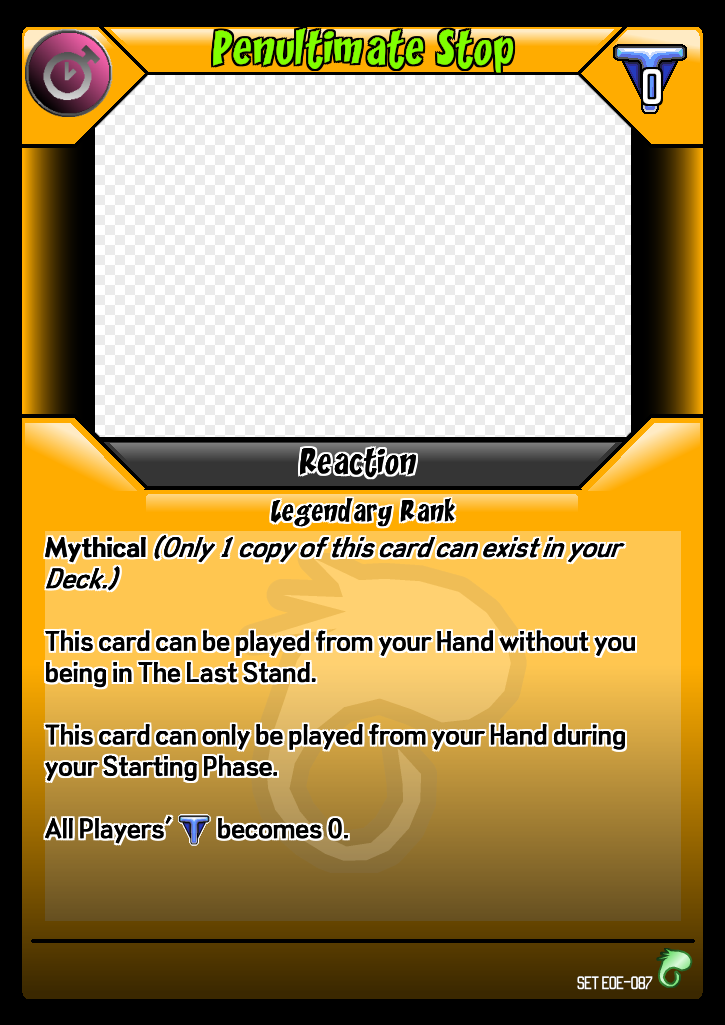 Penultimate Stop
0
Reaction
Legendary Rank
Mythical (Only 1 copy of this card can exist in your
Deck.)
This card can be played from your Hand without you
being in The Last Stand.
This card can only be played from your Hand during
your Starting Phase.
All Players' T becomes 0.
SET EOE-087